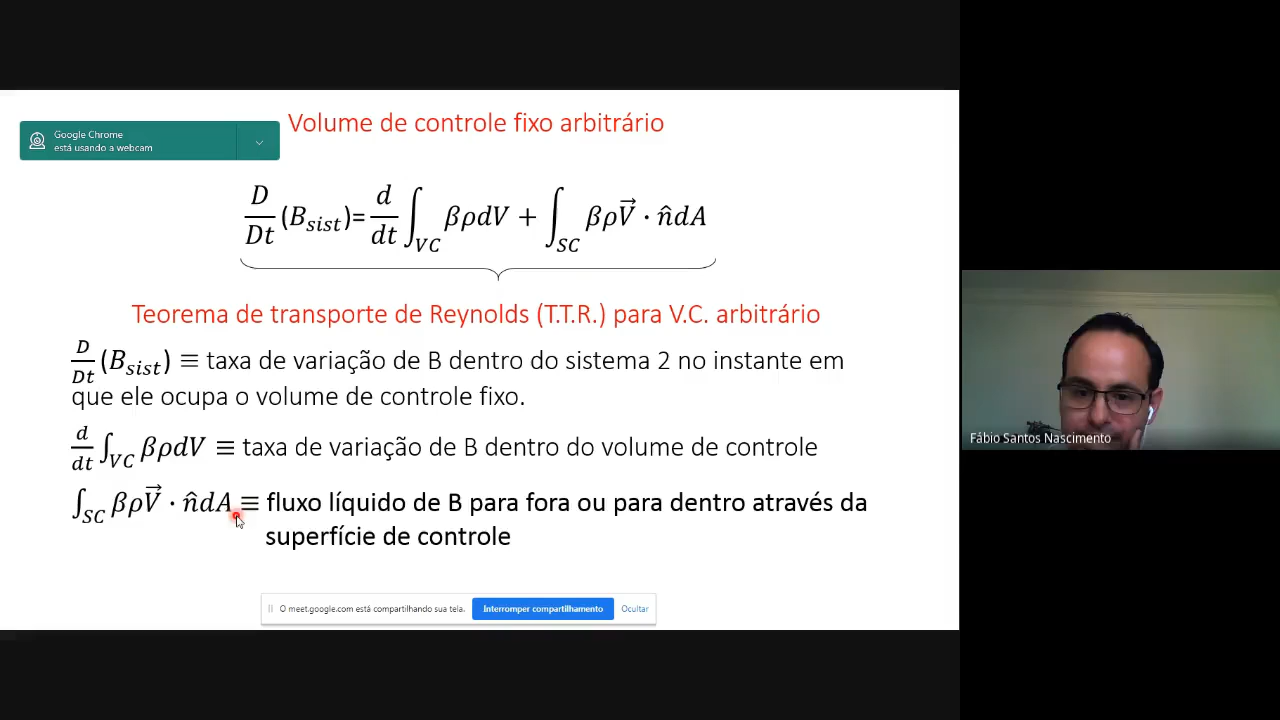 Google Chrome
está usando a webcam
Volume de controle fixo arbitrário
D/Dt (B_sist)= d/dt ∫_VC βρdV + ∫_SC βρV⃗ · n̂dA
Teorema de transporte de Reynolds (T.T.R.) para V.C. arbitrário
D/Dt (B_sist) ≡ taxa de variação de B dentro do sistema 2 no instante em
que ele ocupa o volume de controle fixo.
d/dt ∫_VC βρdV ≡ taxa de variação de B dentro do volume de controle
∫_SC βρV⃗ · n̂dA ≡ fluxo líquido de B para fora ou para dentro através da
superfície de controle
O meet.google.com está compartilhando sua tela. Interromper compartilhamento Ocultar
Fábio Santos Nascimento